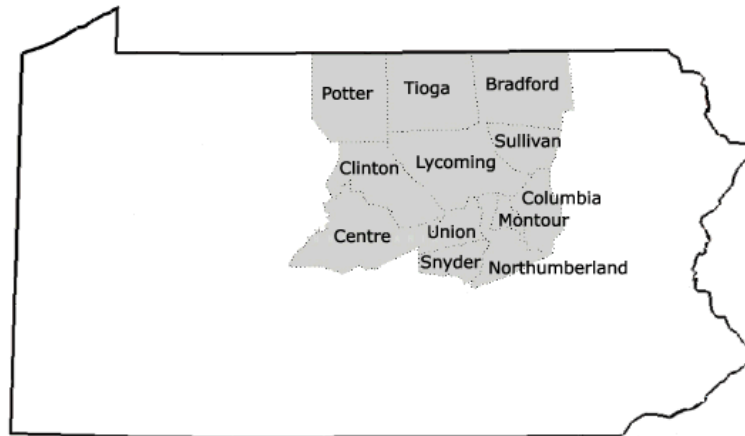 Potter
Tioga
Bradford
Sullivan
Clinton
Lycoming
Columbia
Montour
Union
Centre
Snyder
Northumberland